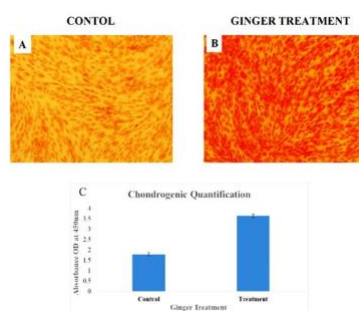 CONTOL
GINGER TREATMENT
A
B
C
Chondrogenic Quantification
Absorbance OD at 450nm
4
3.5
3
2.5
2
1.5
1
0.5
0
Control
Treatment
Ginger Treatment